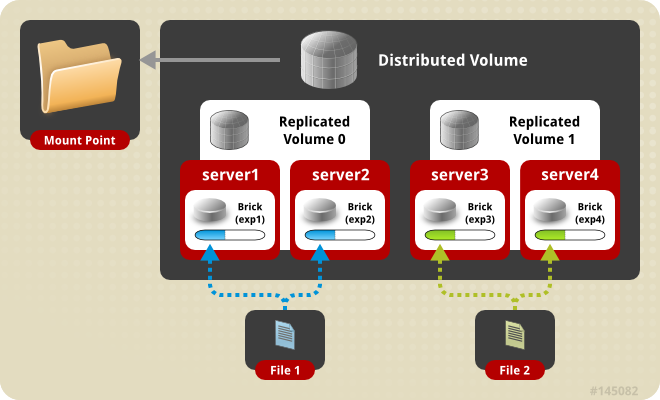 Distributed Volume
Mount Point
Replicated
Volume 0
Replicated
Volume 1
server1
server2
server3
server4
Brick
(exp1)
Brick
(exp2)
Brick
(exp3)
Brick
(exp4)
File 1
File 2
#145082